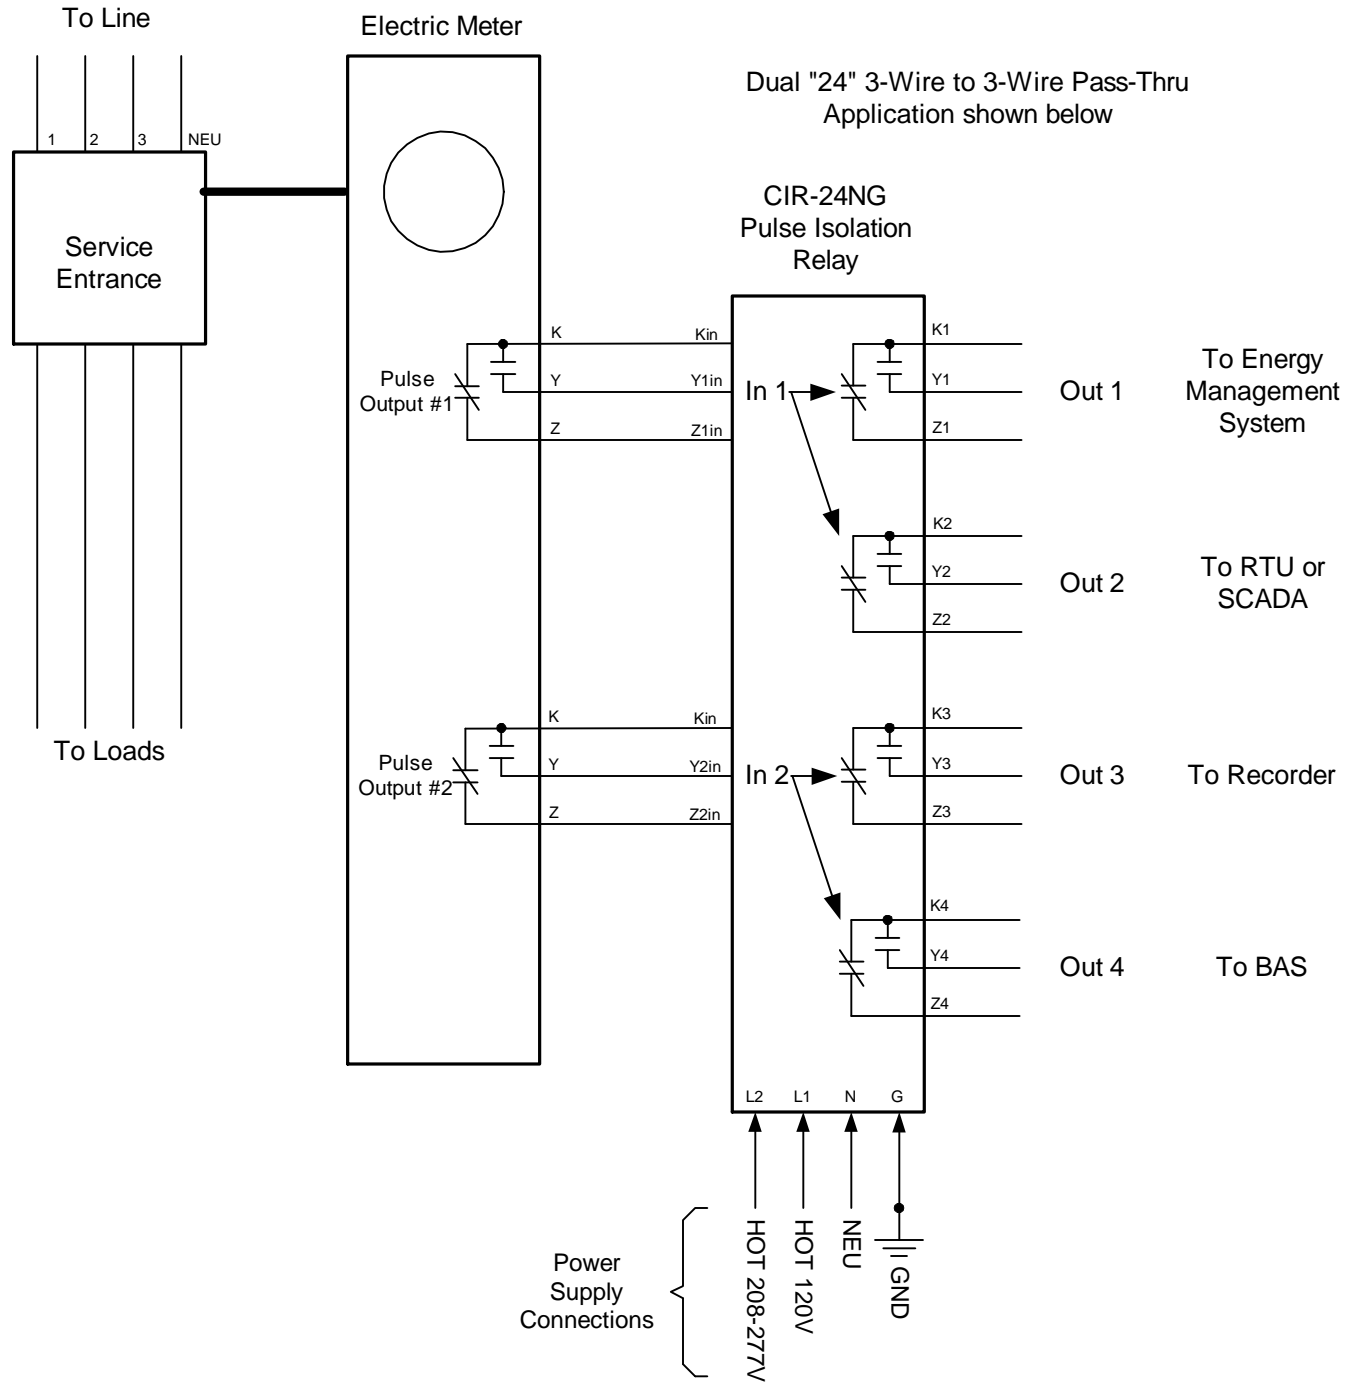 To Line
Electric Meter
Dual "24" 3-Wire to 3-Wire Pass-Thru
Application shown below
1 2 3 NEU
Service
Entrance
To Loads
CIR-24NG
Pulse Isolation
Relay
Pulse
Output #1
K
Y
Z
Kin
Y1in
Z1in
In 1
K1
Y1
Z1
Out 1
To Energy
Management
System
K2
Y2
Z2
Out 2
To RTU or
SCADA
Pulse
Output #2
K
Y
Z
Kin
Y2in
Z2in
In 2
K3
Y3
Z3
Out 3
To Recorder
K4
Y4
Z4
Out 4
To BAS
L2 L1 N G
Power
Supply
Connections
HOT 208-277V
HOT 120V
NEU
GND